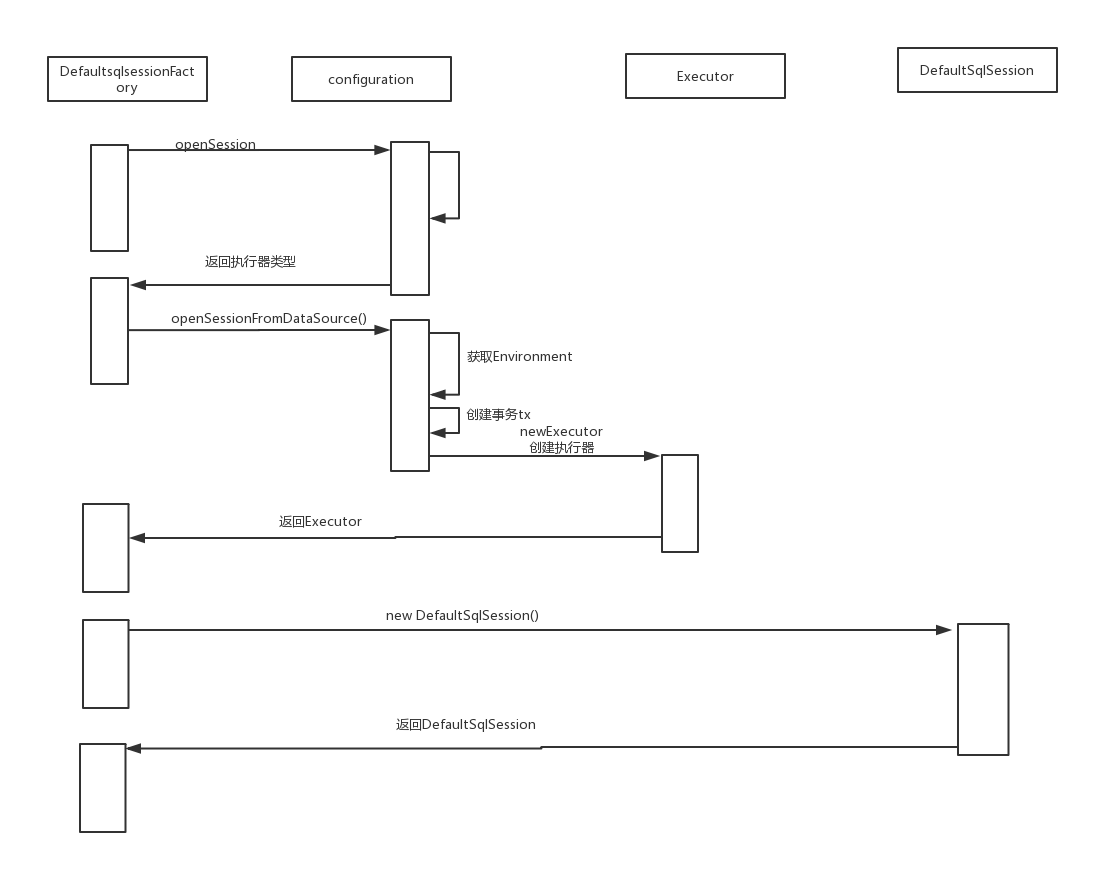 DefaultsqlsessionFact
ory
configuration
Executor
DefaultSqlSession
openSession
返回执行器类型
openSessionFromDataSource()
获取Environment
创建事务tx
newExecutor
创建执行器
返回Executor
new DefaultSqlSession()
返回DefaultSqlSession